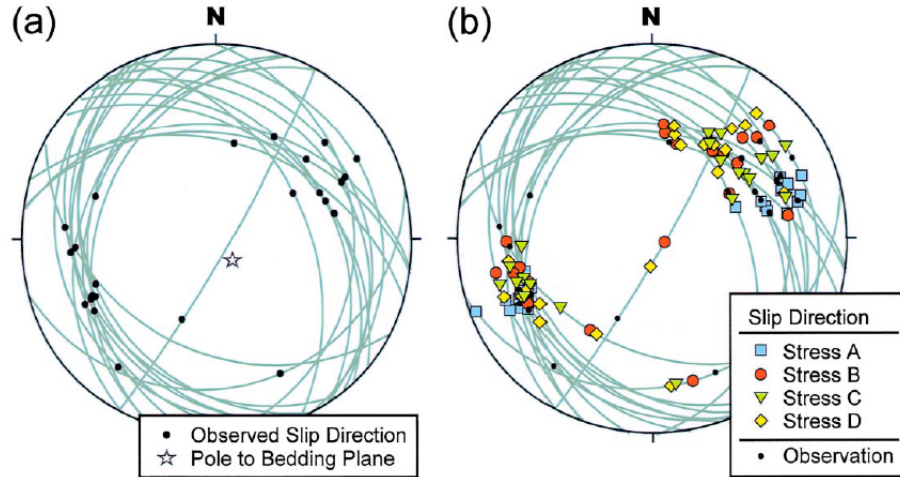 (a)
N
Observed Slip Direction
Pole to Bedding Plane
(b)
N
Slip Direction
Stress A
Stress B
Stress C
Stress D
Observation